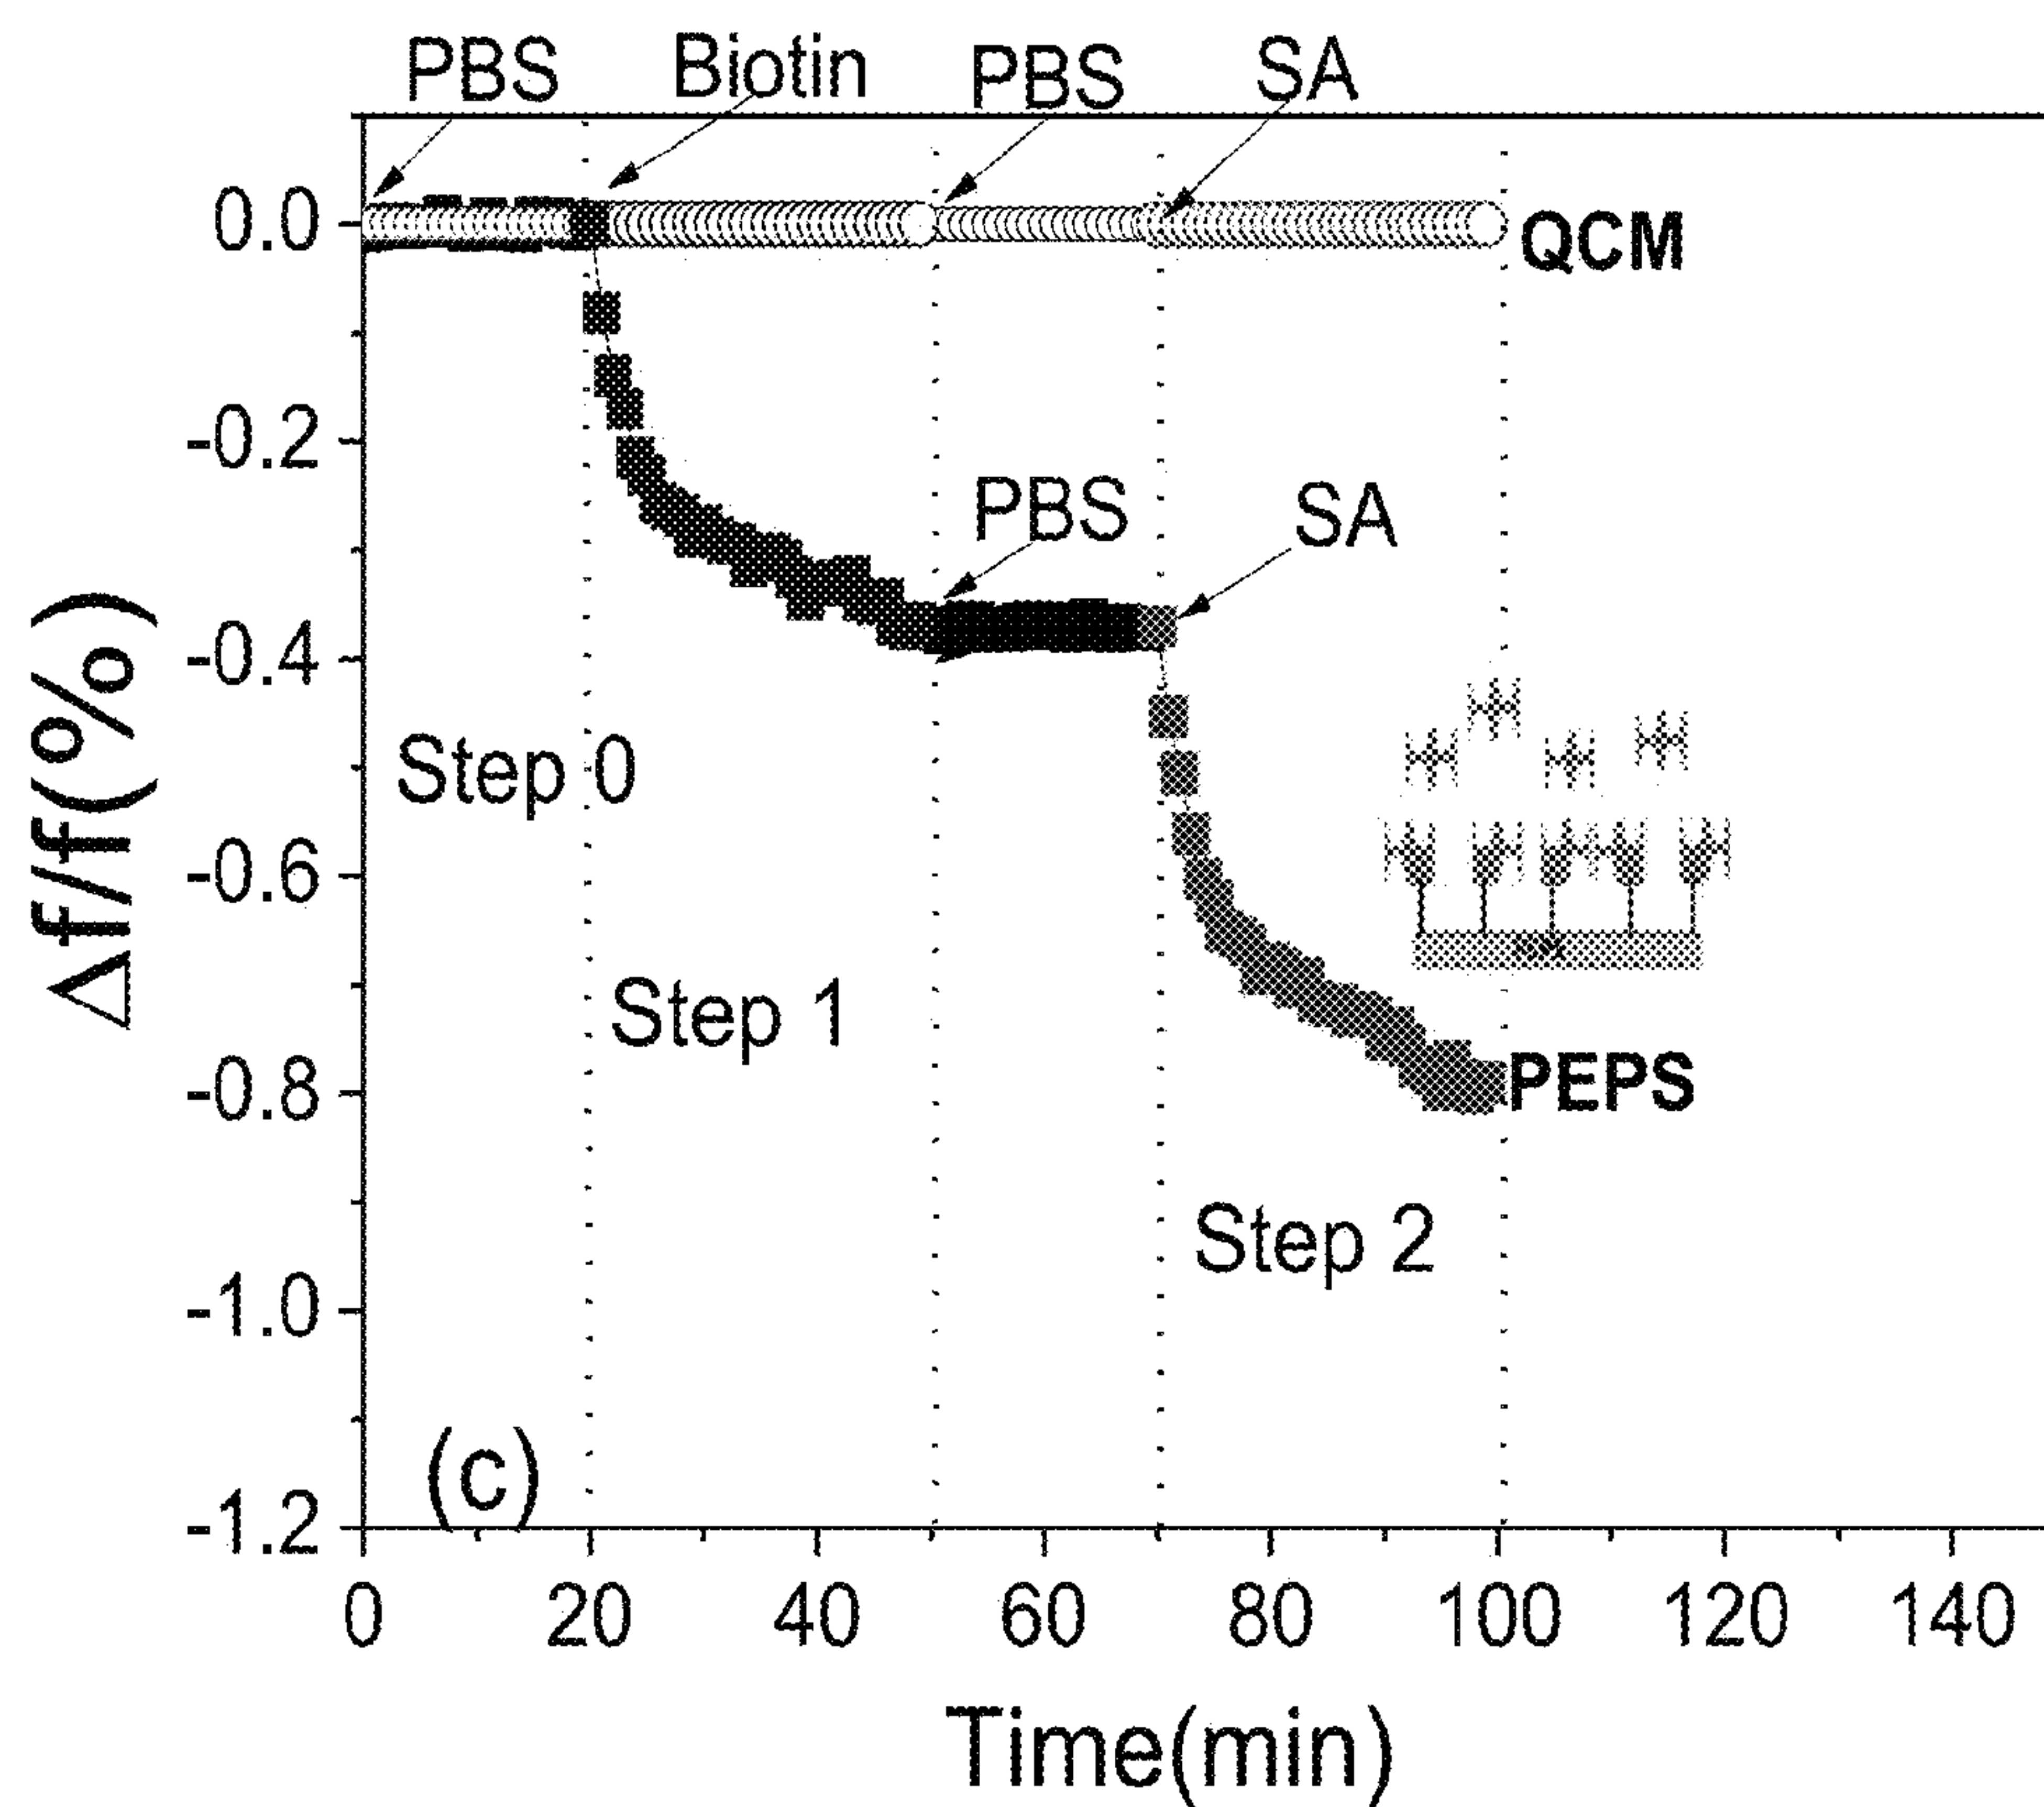 PBS Biotin PBS SA
0.0
QCM
-0.2
PBS SA
-0.4
Step 0
-0.6
Step 1
-0.8
PEPS
Step 2
-1.0
(c)
-1.2
Δf/f(%)
0 20 40 60 80 100 120 140
Time(min)